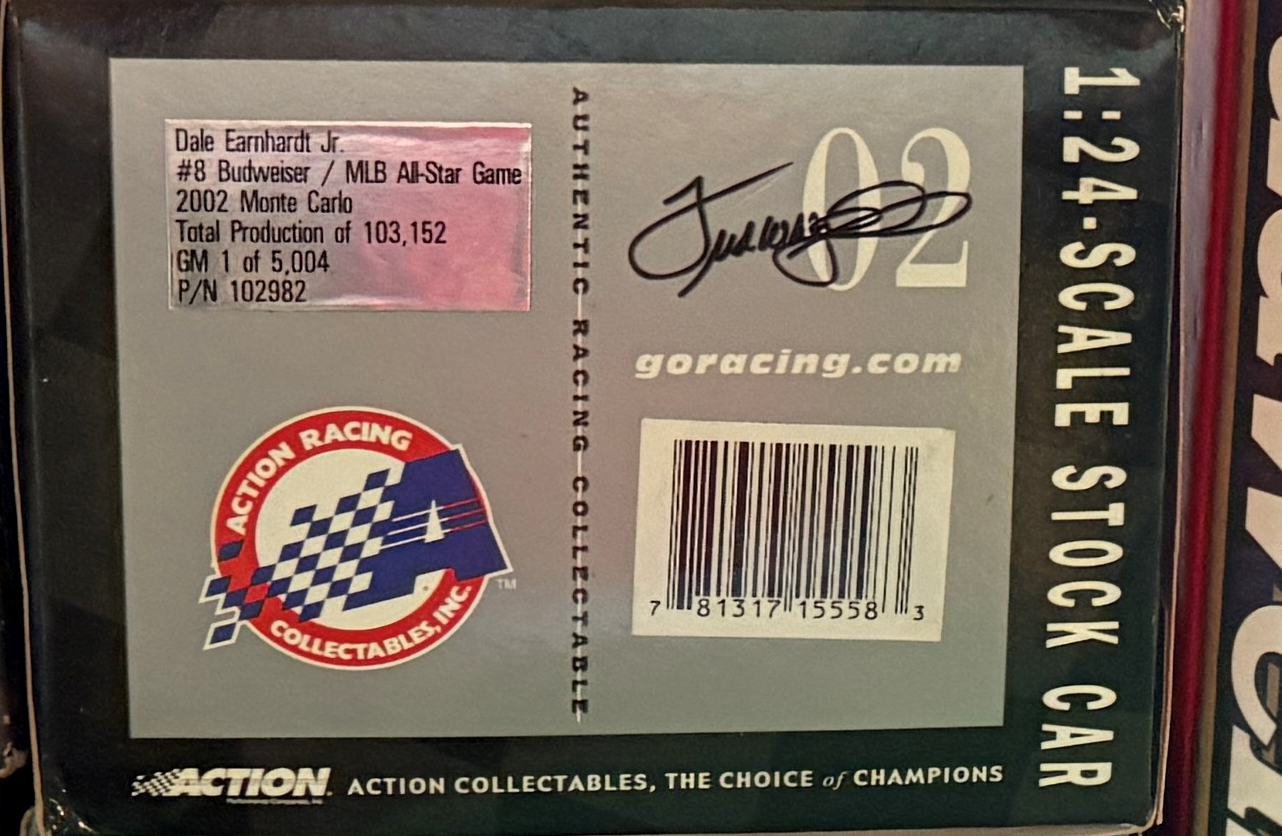 Dale Earnhardt Jr.
#8 Budweiser / MLB All-Star Game
2002 Monte Carlo
Total Production of 103,152
GM 1 of 5,004
P/N 102982
AUTHENTIC RACING COLLECTABLE
02
goracing.com
7 81317 15558 3
ACTION RACING
COLLECTABLES, INC.
TM
ACTION.
ACTION COLLECTABLES, THE CHOICE of CHAMPIONS
1:24-SCALE STOCK CAR